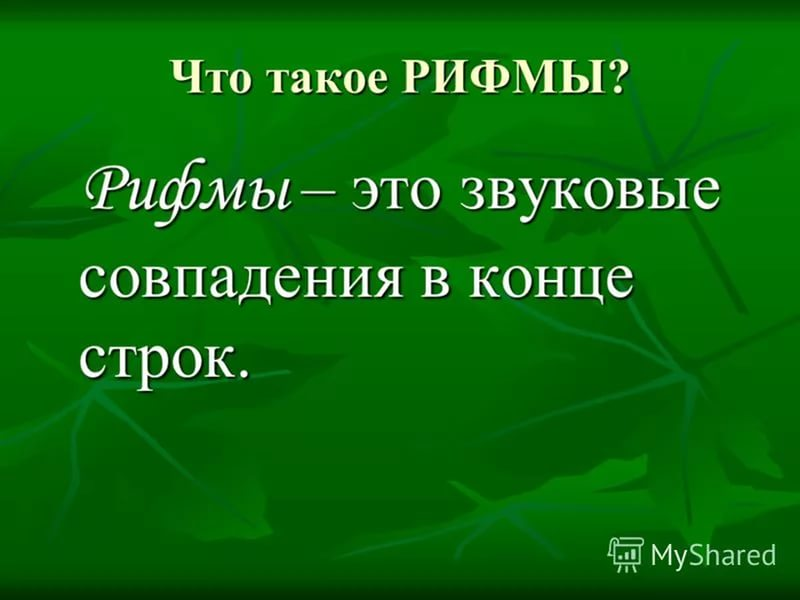 Что такое РИФМЫ?
Рифмы – это звуковые
совпадения в конце
строк.
MyShared